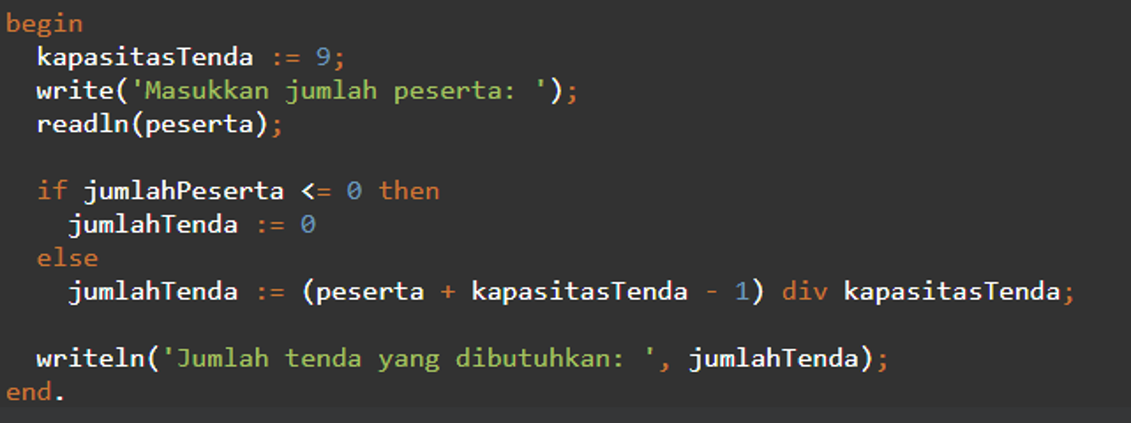 begin
kapasitasTenda := 9;
write('Masukkan jumlah peserta: ');
readln(peserta);
if jumlahPeserta <= 0 then
jumlahTenda := 0
else
jumlahTenda := (peserta + kapasitasTenda - 1) div kapasitasTenda;
writeln('Jumlah tenda yang dibutuhkan: ', jumlahTenda);
end.